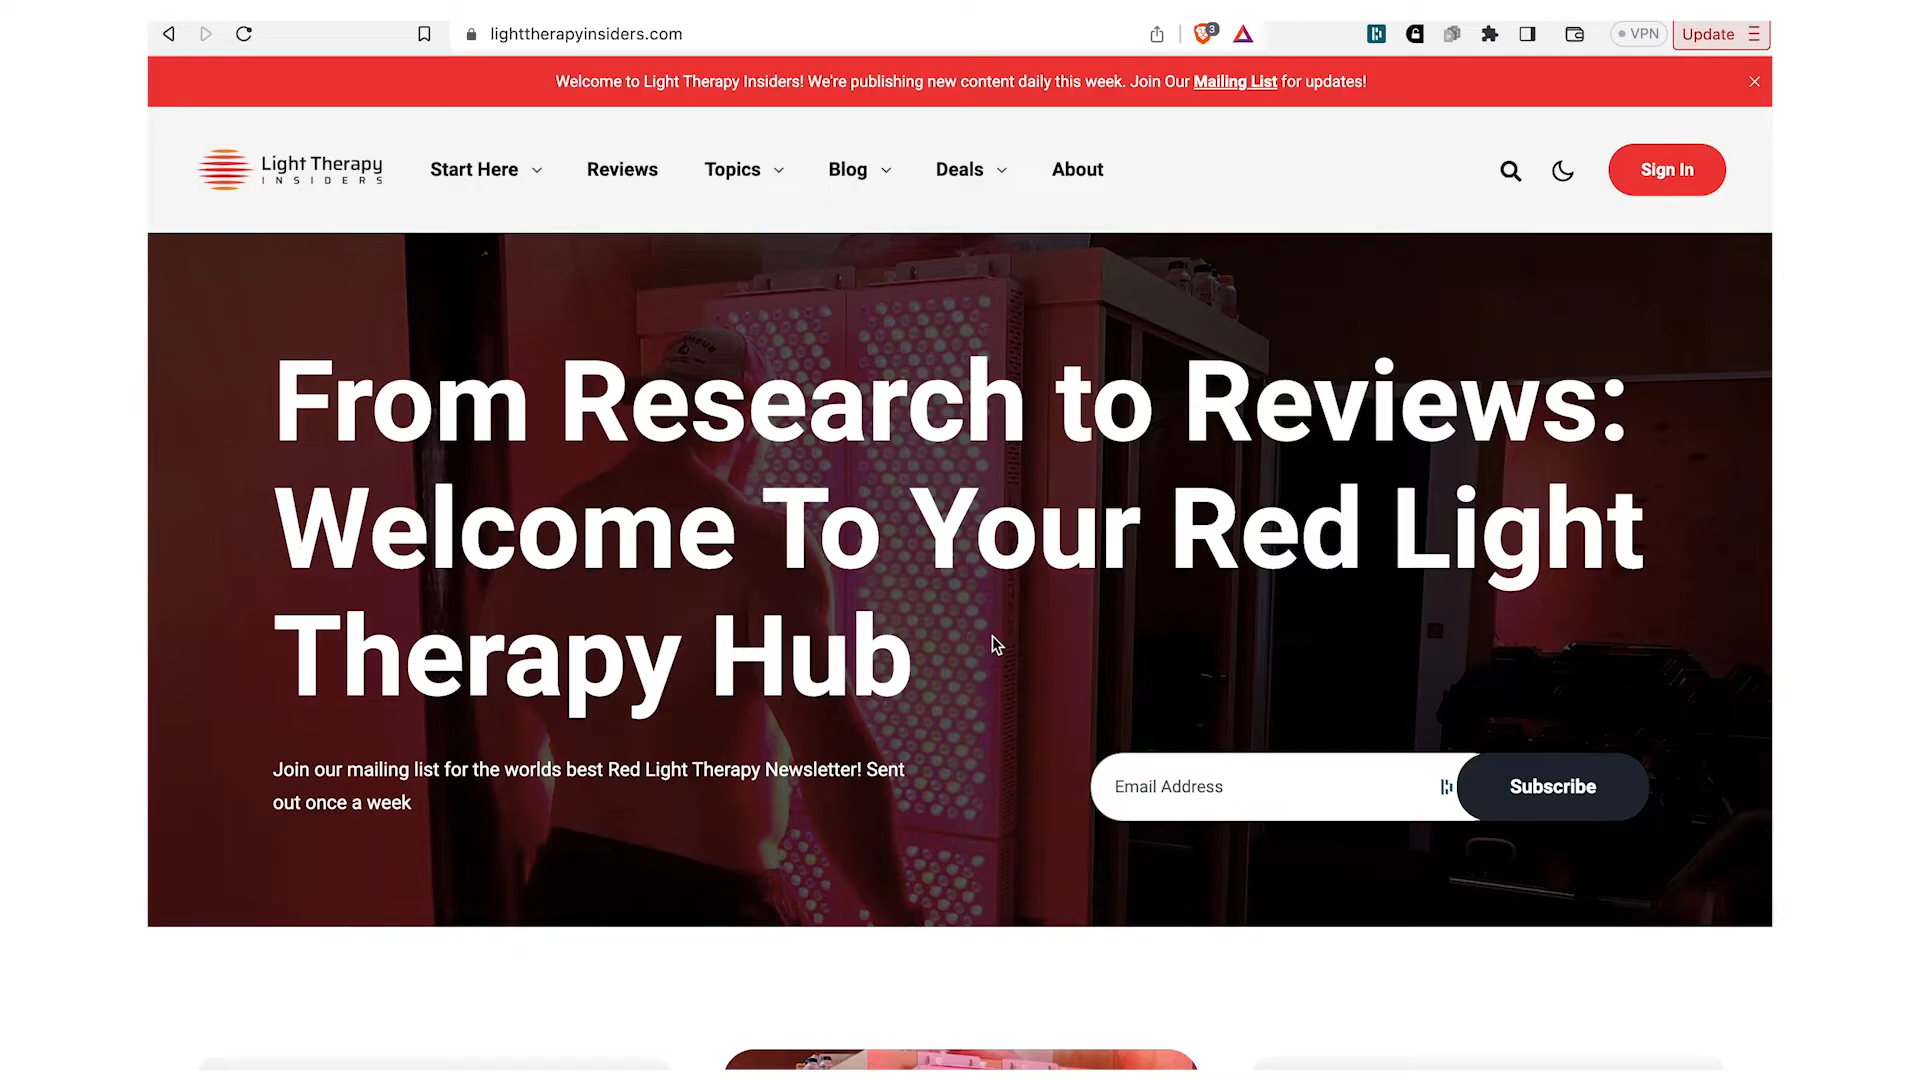 lighttherapyinsiders.com
3
VPN
Update
Welcome to Light Therapy Insiders! We're publishing new content daily this week. Join Our Mailing List for updates!
Light Therapy
INSIDERS
Start Here
Reviews
Topics
Blog
Deals
About
Sign In
From Research to Reviews:
Welcome To Your Red Light
Therapy Hub
Join our mailing list for the worlds best Red Light Therapy Newsletter! Sent
out once a week
Email Address
Subscribe